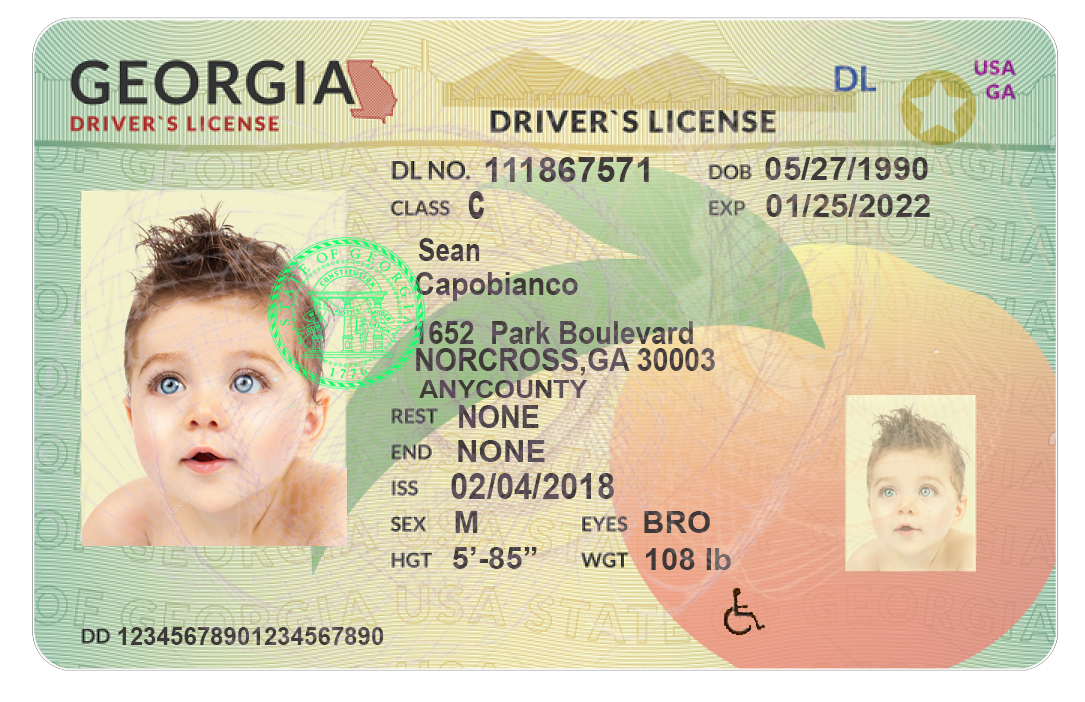 GEORGIA
DRIVER`S LICENSE
DRIVER`S LICENSE
DL
USA
GA
DL NO. 111867571
DOB 05/27/1990
CLASS C
EXP 01/25/2022
Sean
Capobianco
1652 Park Boulevard
NORCROSS,GA 30003
ANYCOUNTY
REST NONE
END NONE
ISS 02/04/2018
SEX M EYES BRO
HGT 5’-85” WGT 108 lb
DD 12345678901234567890
STATE OF GEORGIA
CONSTITUTION
1776
OF GEORGIA USA STATE